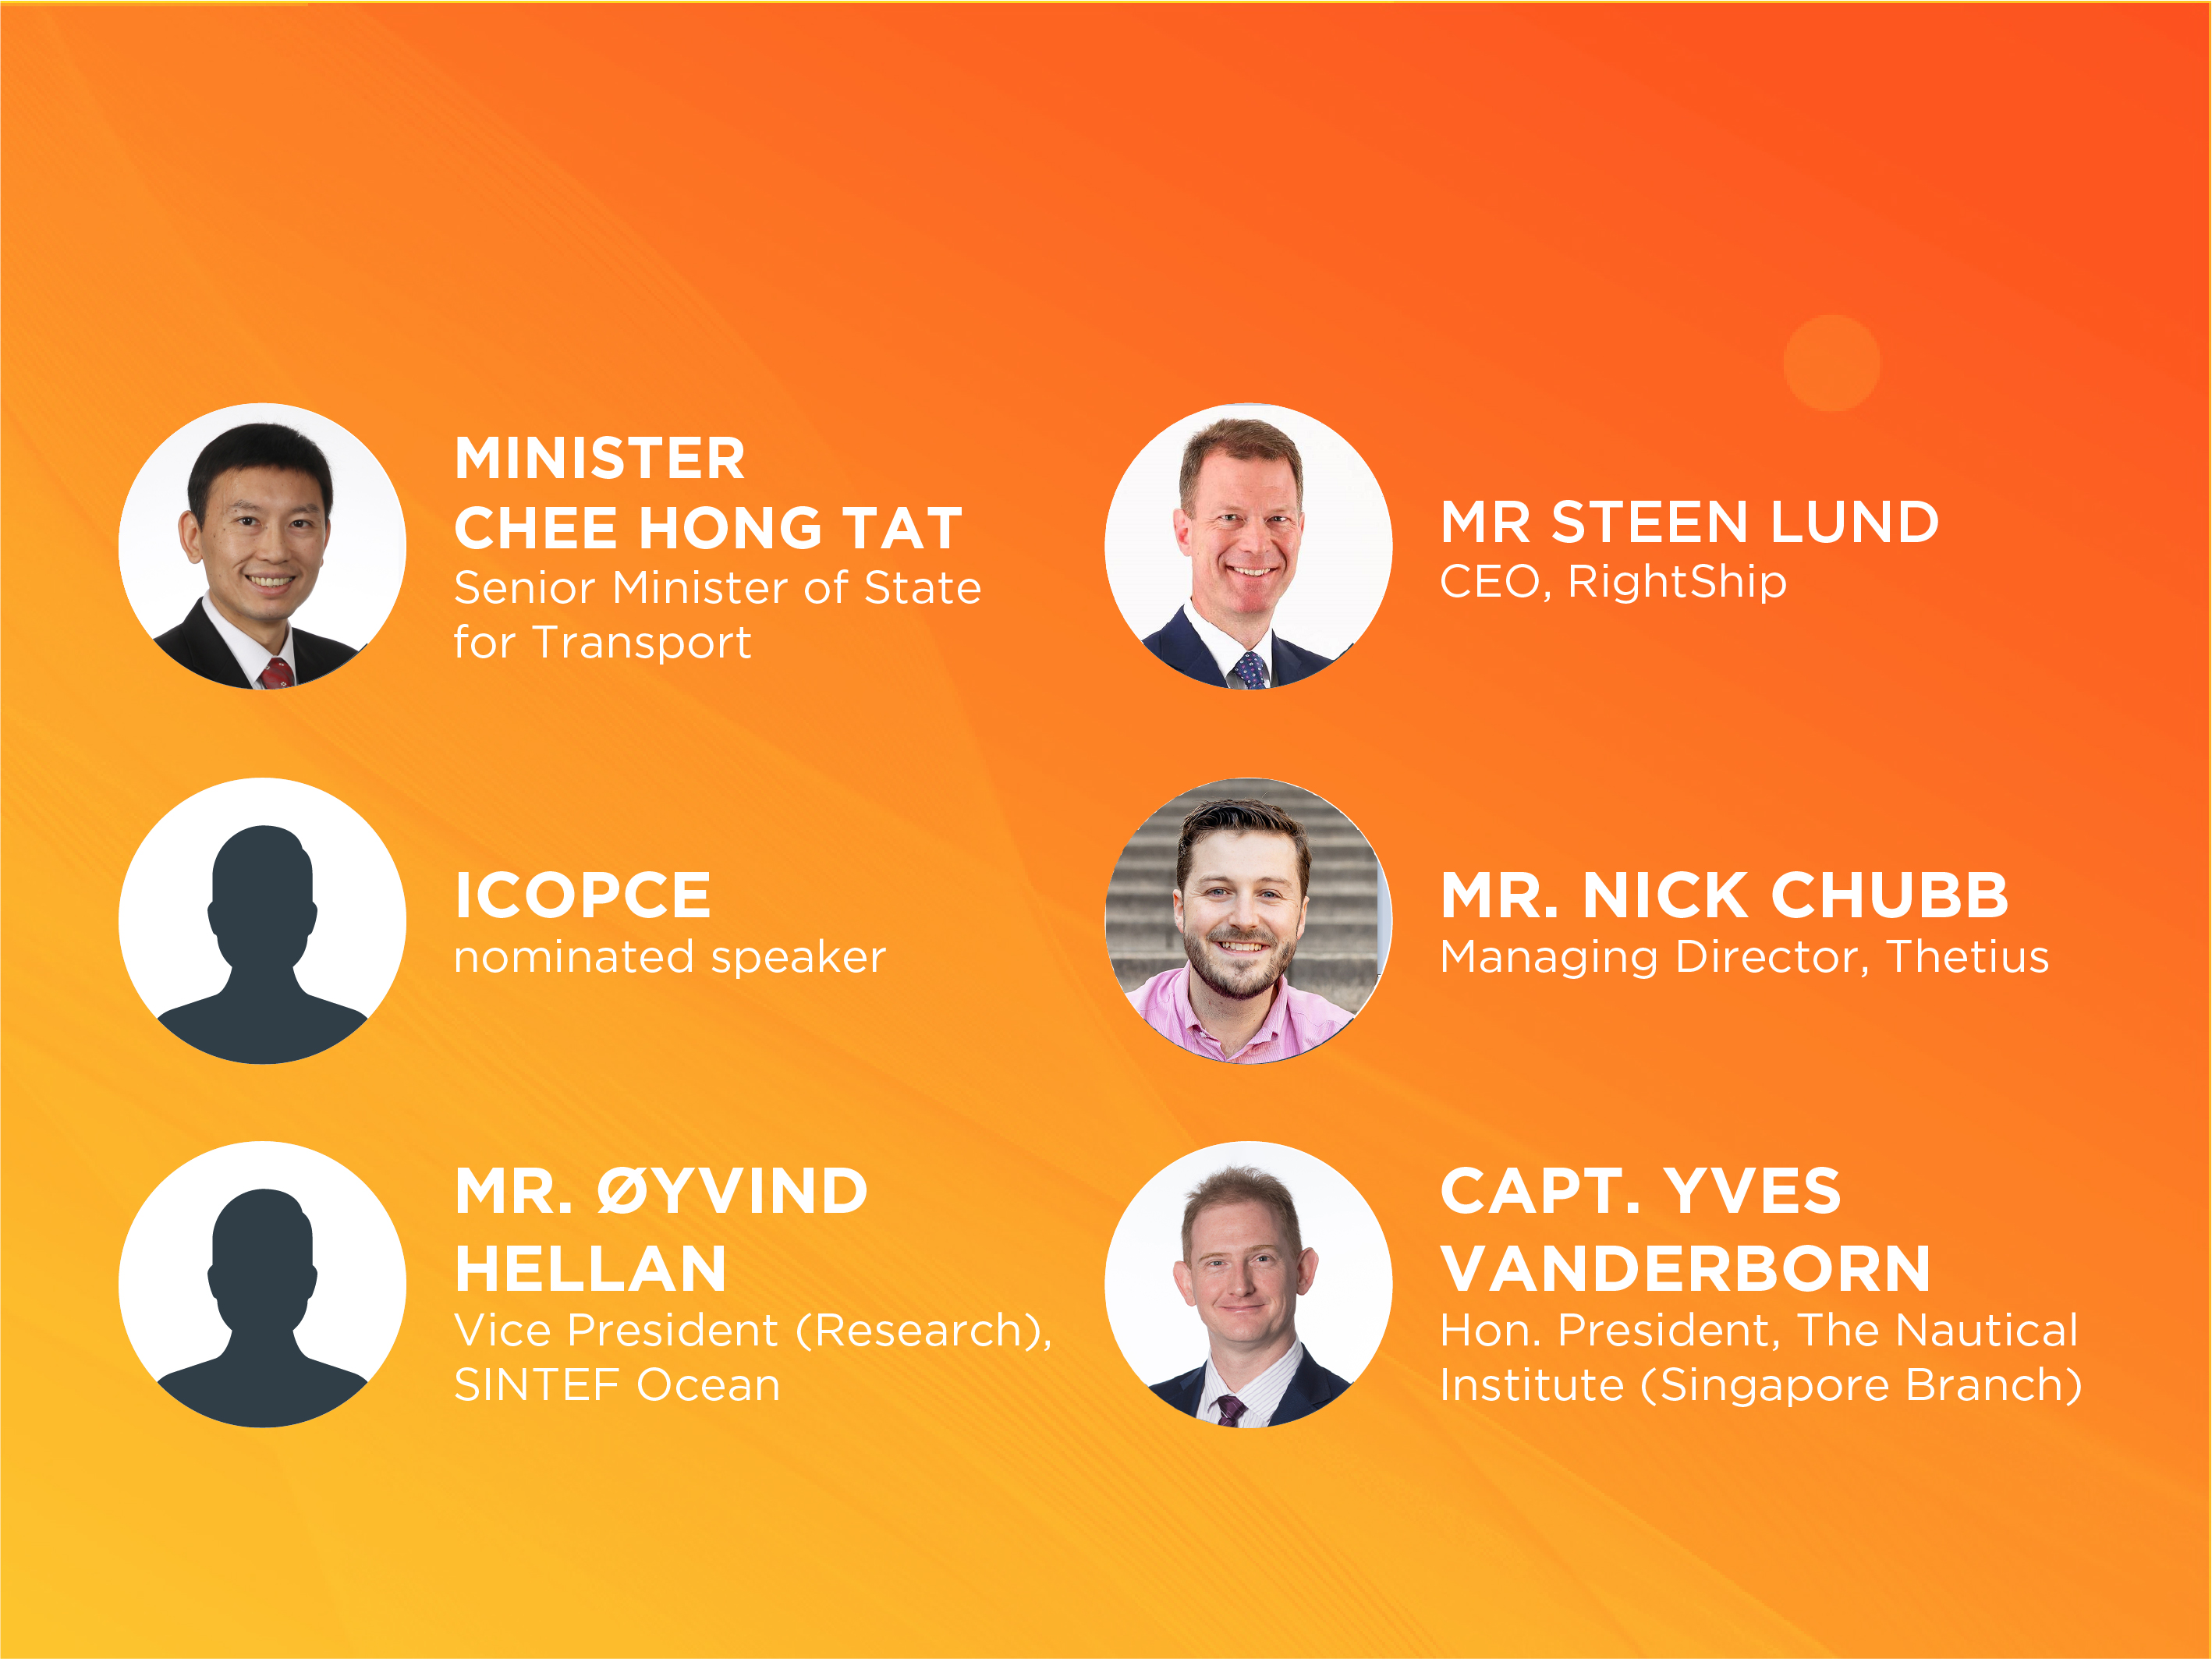 MINISTER
CHEE HONG TAT
Senior Minister of State
for Transport
MR STEEN LUND
CEO, RightShip
ICOPCE
nominated speaker
MR. NICK CHUBB
Managing Director, Thetius
MR. ØYVIND
HELLAN
Vice President (Research),
SINTEF Ocean
CAPT. YVES
VANDERBORN
Hon. President, The Nautical
Institute (Singapore Branch)